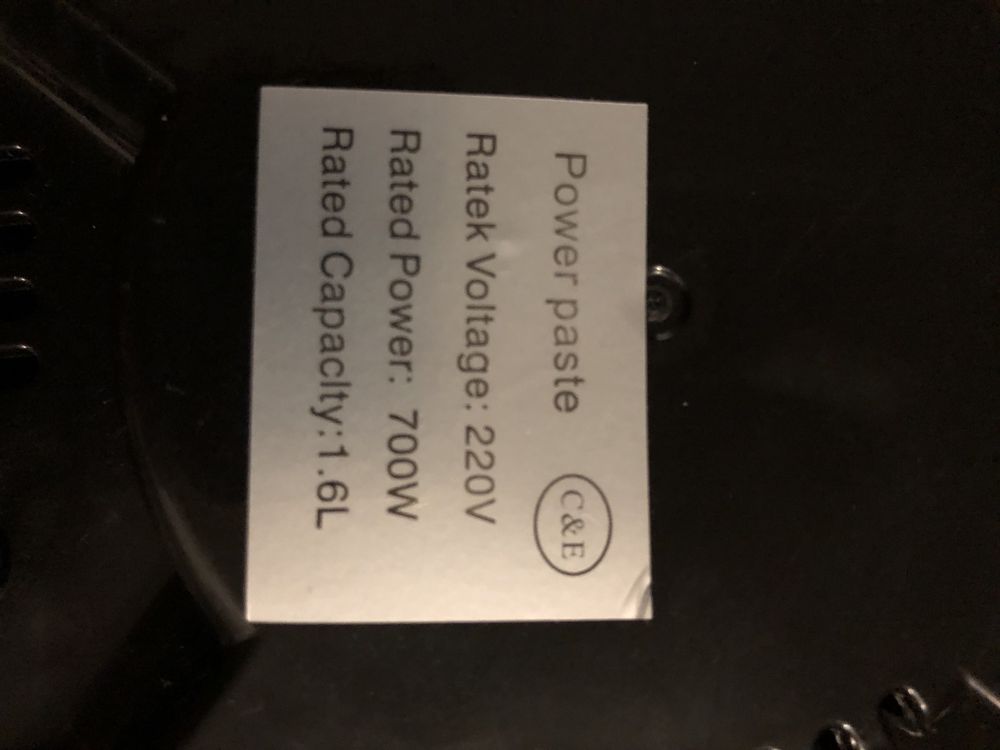 Power paste C&E
Ratek Voltage: 220V
Rated Power: 700W
Rated Capaclty:1.6L